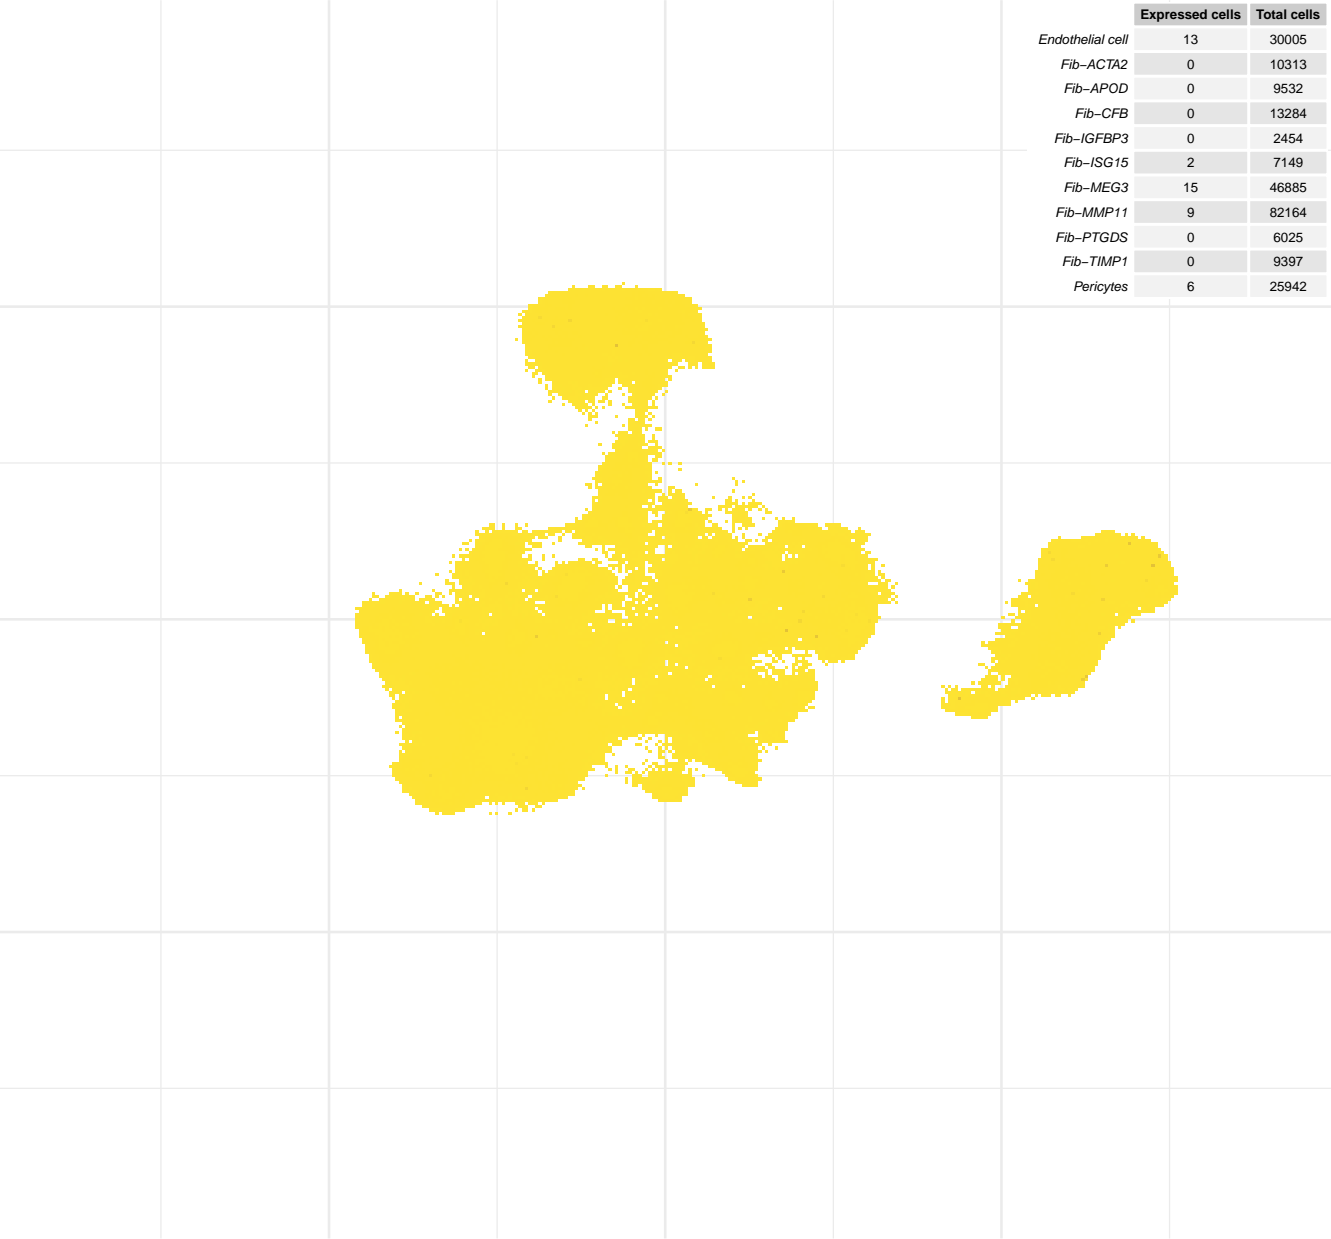 Expressed cells Total cells
Endothelial cell 13 30005
Fib−ACTA2 0 10313
Fib−APOD 0 9532
Fib−CFB 0 13284
Fib−IGFBP3 0 2454
Fib−ISG15 2 7149
Fib−MEG3 15 46885
Fib−MMP11 9 82164
Fib−PTGDS 0 6025
Fib−TIMP1 0 9397
Pericytes 6 25942